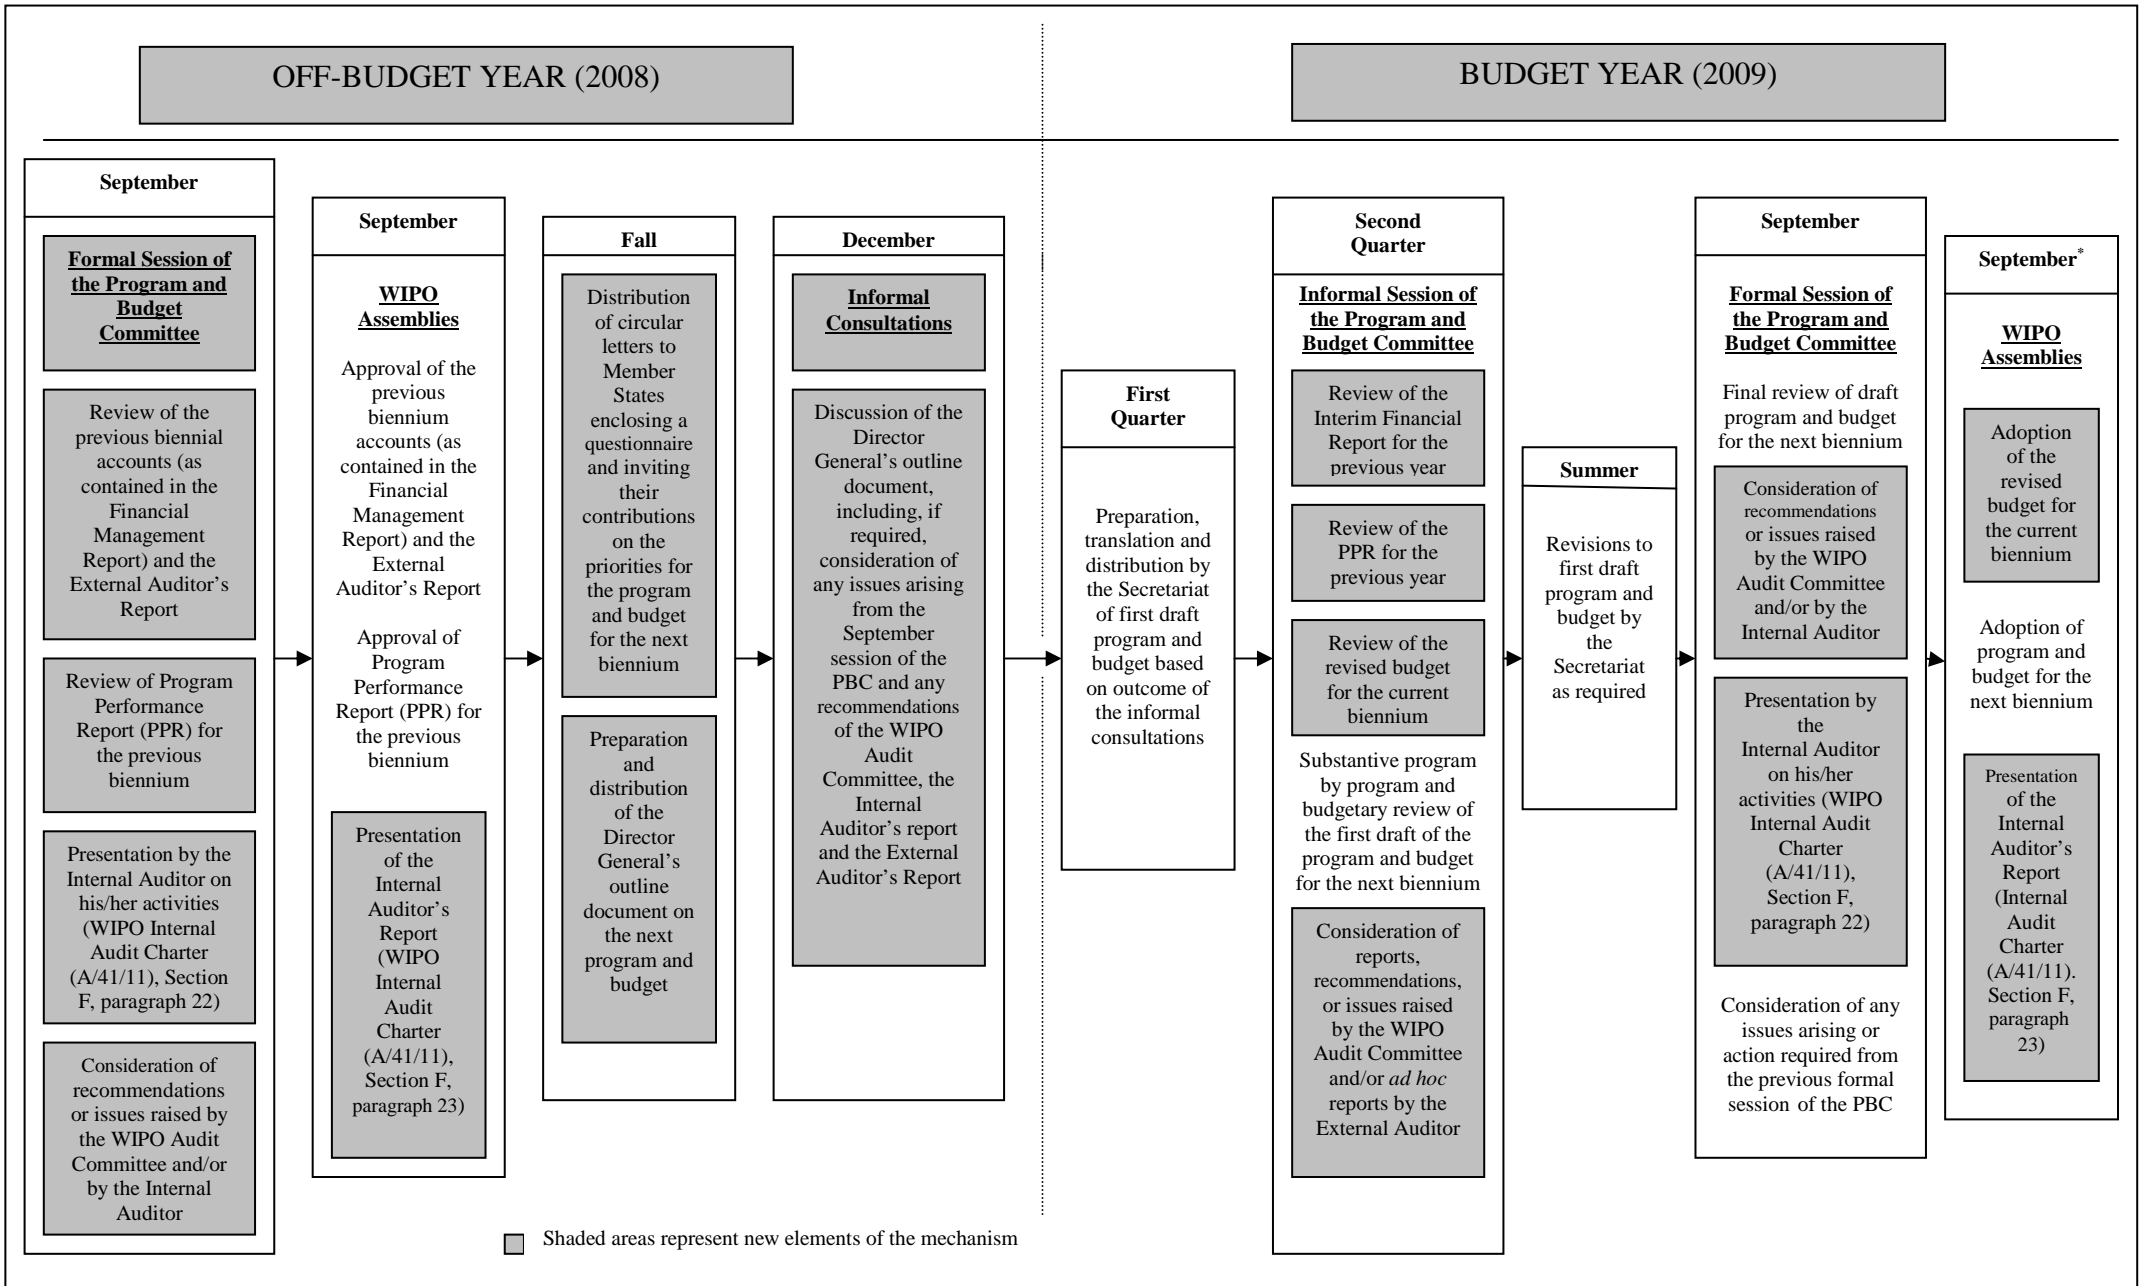 OFF-BUDGET YEAR (2008)
BUDGET YEAR (2009)
September
Formal Session of
the Program and
Budget
Committee
Review of the
previous biennial
accounts (as
contained in the
Financial
Management
Report) and the
External Auditor's
Report
Review of Program
Performance
Report (PPR) for
the previous
biennium
Presentation by the
Internal Auditor on
his/her activities
(WIPO Internal
Audit Charter
(A/41/11), Section
F, paragraph 22)
Consideration of
recommendations
or issues raised by
the WIPO Audit
Committee and/or
by the Internal
Auditor
September
WIPO
Assemblies
Approval of the
previous
biennium
accounts (as
contained in the
Financial
Management
Report) and the
External
Auditor's Report
Approval of
Program
Performance
Report (PPR) for
the previous
biennium
Presentation
of the
Internal
Auditor's
Report
(WIPO
Internal
Audit
Charter
(A/41/11),
Section F,
paragraph 23)
Fall
Distribution
of circular
letters to
Member
States
enclosing a
questionnaire
and inviting
their
contributions
on the
priorities for
the program
and budget
for the next
biennium
Preparation
and
distribution
of the
Director
General's
outline
document on
the next
program and
budget
December
Informal
Consultations
Discussion of the
Director
General's outline
document,
including, if
required,
consideration of
any issues arising
from the
September
session of the
PBC and any
recommendations
of the WIPO
Audit
Committee, the
Internal
Auditor's report
and the External
Auditor's Report
First
Quarter
Preparation,
translation and
distribution by
the Secretariat
of first draft
program and
budget based
on outcome of
the informal
consultations
Second
Quarter
Informal Session of
the Program and
Budget Committee
Review of the
Interim Financial
Report for the
previous year
Review of the
PPR for the
previous year
Review of the
revised budget
for the current
biennium
Substantive program
by program and
budgetary review of
the first draft of the
program and budget
for the next biennium
Consideration of
reports,
recommendations,
or issues raised
by the WIPO
Audit Committee
and/or ad hoc
reports by the
External Auditor
Summer
Revisions to
first draft
program and
budget by
the
Secretariat
as required
September
Formal Session of
the Program and
Budget Committee
Final review of draft
program and budget
for the next biennium
Consideration of
recommendations
or issues raised
by the WIPO
Audit Committee
and/or by the
Internal Auditor
Presentation by
the
Internal Auditor
on his/her
activities (WIPO
Internal Audit
Charter
(A/41/11),
Section F,
paragraph 22)
Consideration of any
issues arising or
action required from
the previous formal
session of the PBC
September*
WIPO
Assemblies
Adoption
of the
revised
budget for
the current
biennium
Adoption of
program and
budget for the
next biennium
Presentation
of the
Internal
Auditor's
Report
(Internal
Audit
Charter
(A/41/11).
Section F,
paragraph
23)
Shaded areas represent new elements of the mechanism